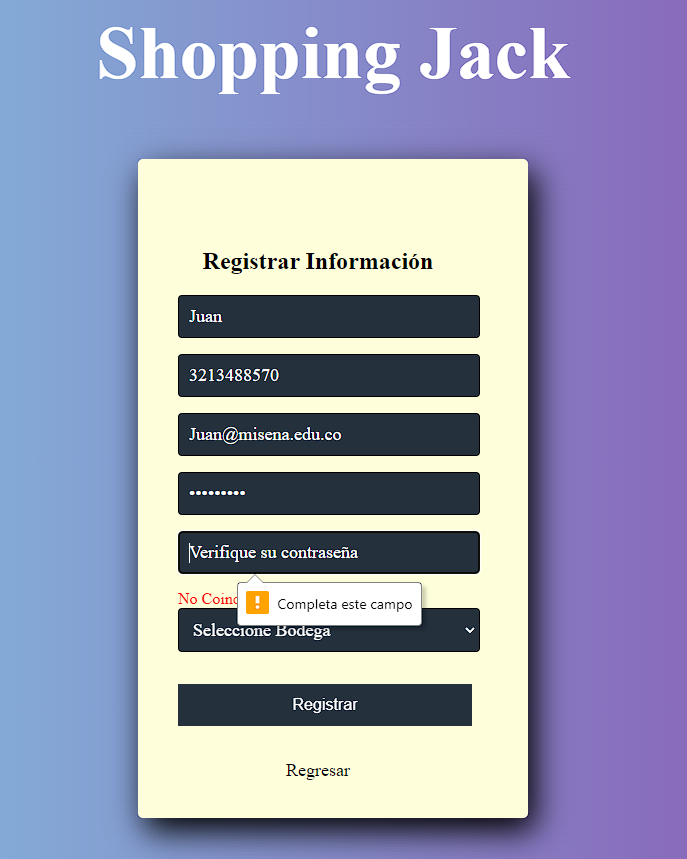 Shopping Jack
Registrar Información
Juan
3213488570
Juan@misena.edu.co
•••••••••
Verifique su contraseña
No
Completa este campo
Seleccione Bodega
Registrar
Regresar